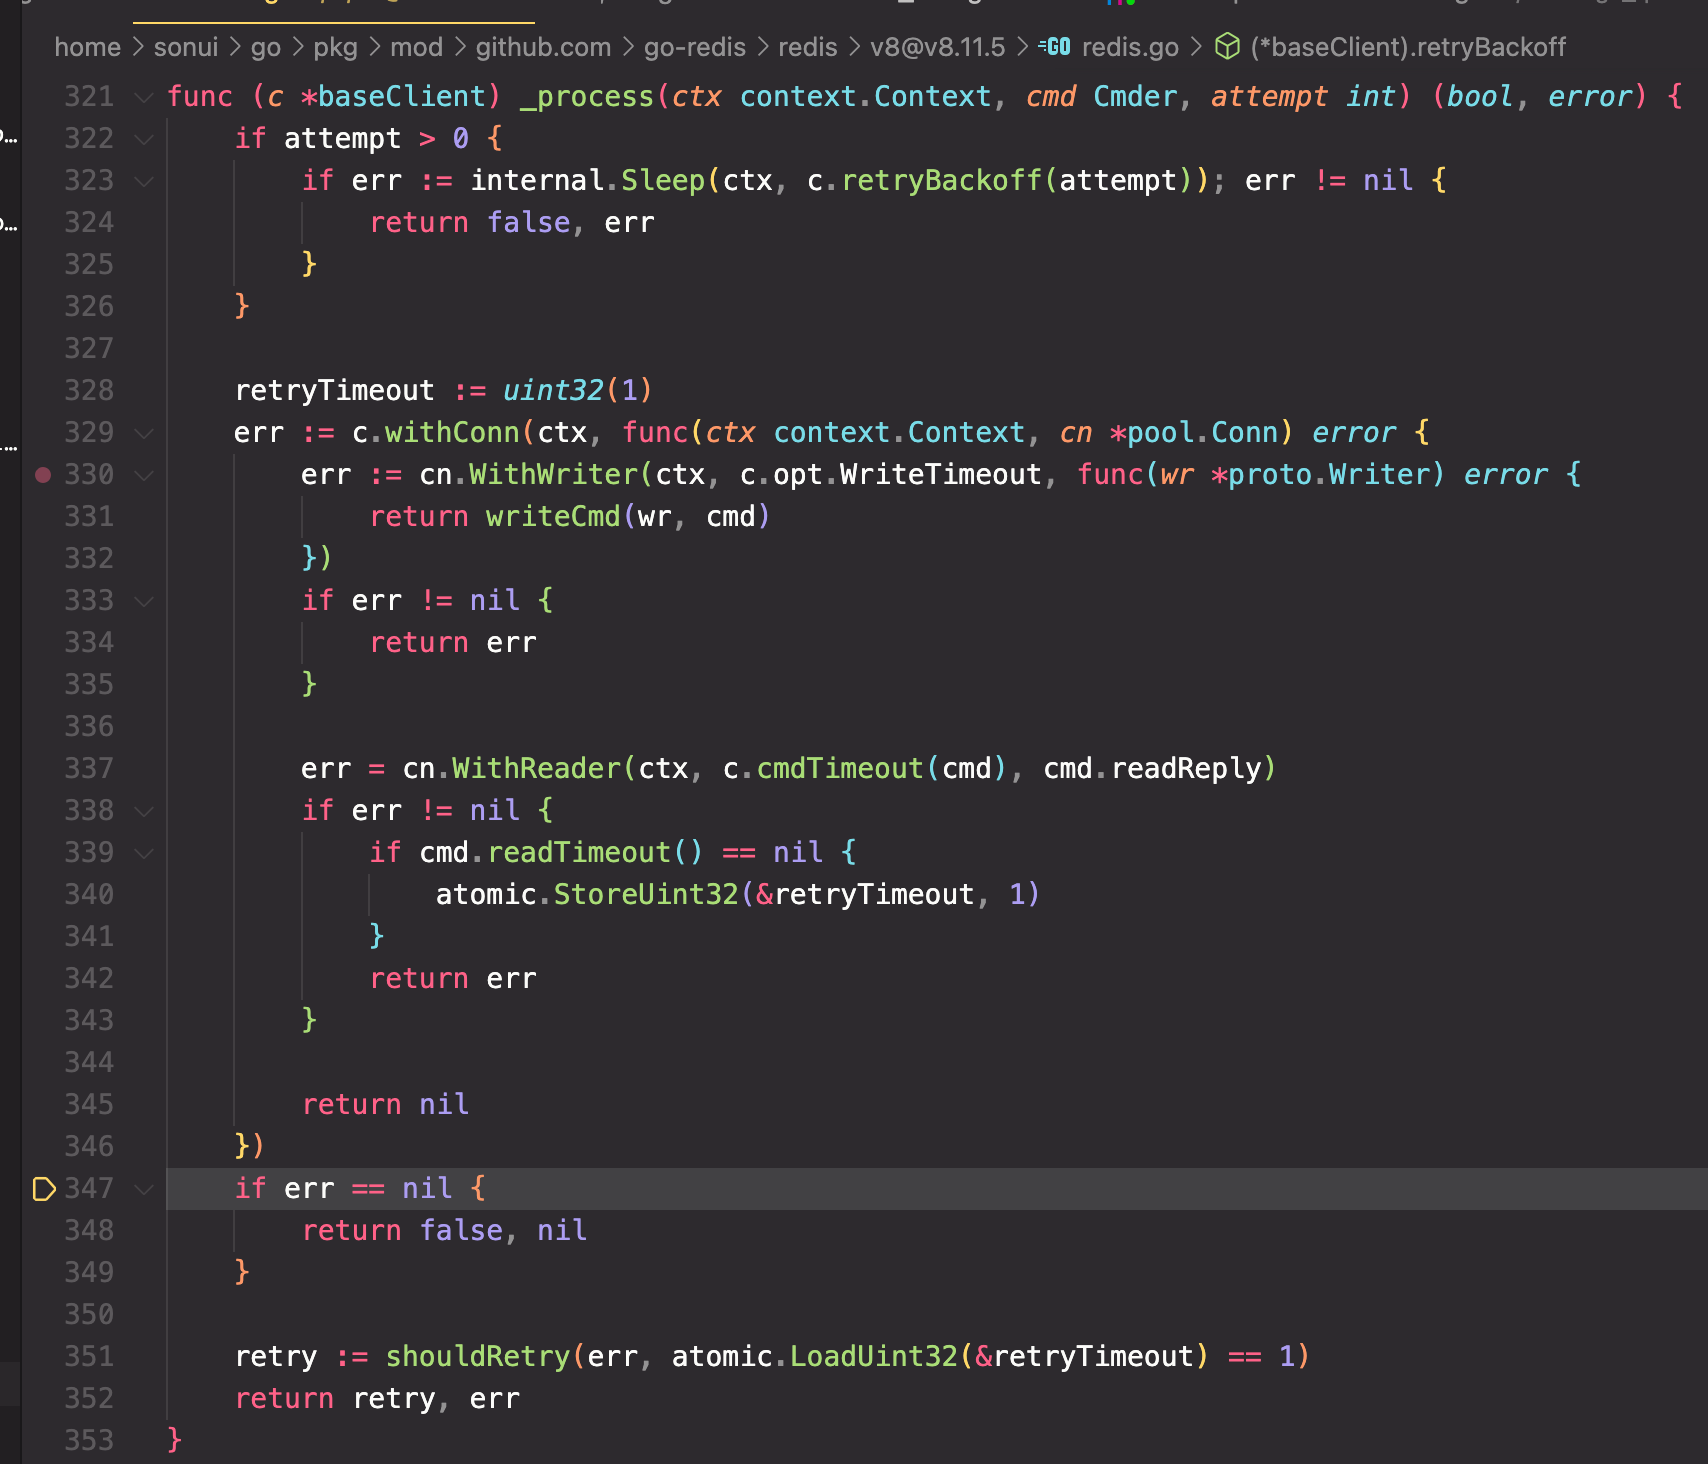 home > sonui > go > pkg > mod > github.com > go-redis > redis > v8@v8.11.5 > GO redis.go > (*baseClient).retryBackoff
321 func (c *baseClient) _process(ctx context.Context, cmd Cmder, attempt int) (bool, error) {
322     if attempt > 0 {
323         if err := internal.Sleep(ctx, c.retryBackoff(attempt)); err != nil {
324             return false, err
325         }
326     }
327
328     retryTimeout := uint32(1)
329     err := c.withConn(ctx, func(ctx context.Context, cn *pool.Conn) error {
330         err := cn.WithWriter(ctx, c.opt.WriteTimeout, func(wr *proto.Writer) error {
331             return writeCmd(wr, cmd)
332         })
333         if err != nil {
334             return err
335         }
336
337         err = cn.WithReader(ctx, c.cmdTimeout(cmd), cmd.readReply)
338         if err != nil {
339             if cmd.readTimeout() == nil {
340                 atomic.StoreUint32(&retryTimeout, 1)
341             }
342             return err
343         }
344
345         return nil
346     })
347     if err == nil {
348         return false, nil
349     }
350
351     retry := shouldRetry(err, atomic.LoadUint32(&retryTimeout) == 1)
352     return retry, err
353 }